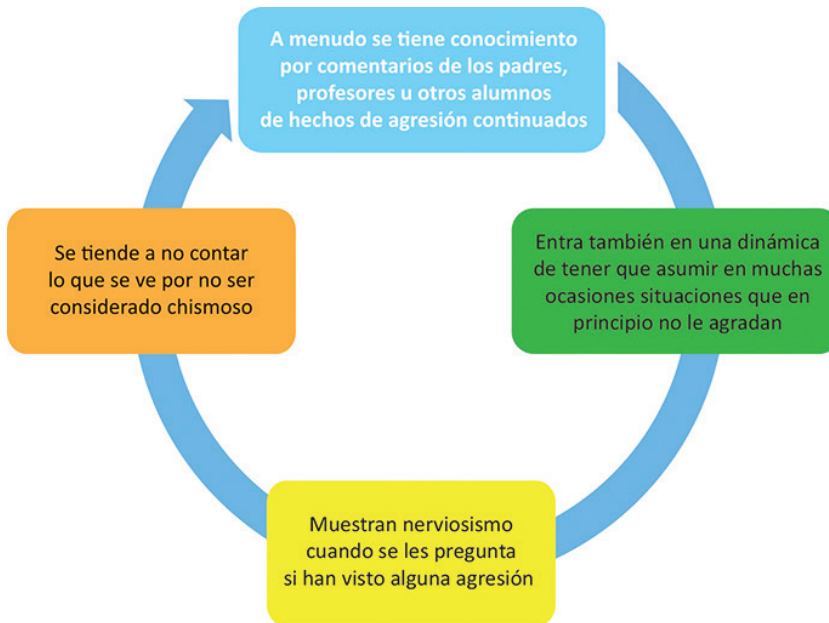 A menudo se tiene conocimiento
por comentarios de los padres,
profesores u otros alumnos
de hechos de agresión continuados
Entra también en una dinámica
de tener que asumir en muchas
ocasiones situaciones que en
principio no le agradan
Muestran nerviosismo
cuando se les pregunta
si han visto alguna agresión
Se tiende a no contar
lo que se ve por no ser
considerado chismoso